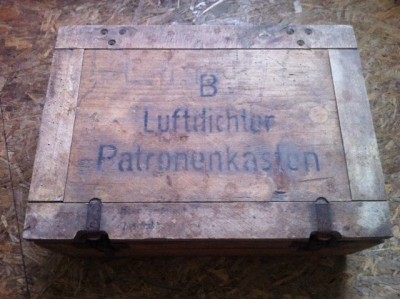 B
Luftdichter
Patronenkasten